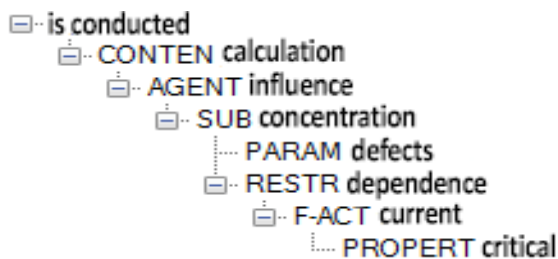 is conducted
CONTEN calculation
AGENT influence
SUB concentration
PARAM defects
RESTR dependence
F-ACT current
PROPERT critical